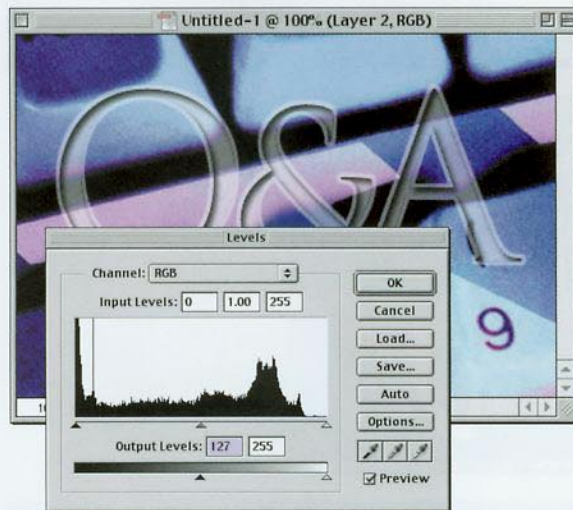 Untitled-1 @ 100% (Layer 2, RGB)
Q&A
9
Levels
Channel: RGB
Input Levels: 0 1.00 255
Output Levels: 127 255
OK
Cancel
Load...
Save...
Auto
Options...
Preview